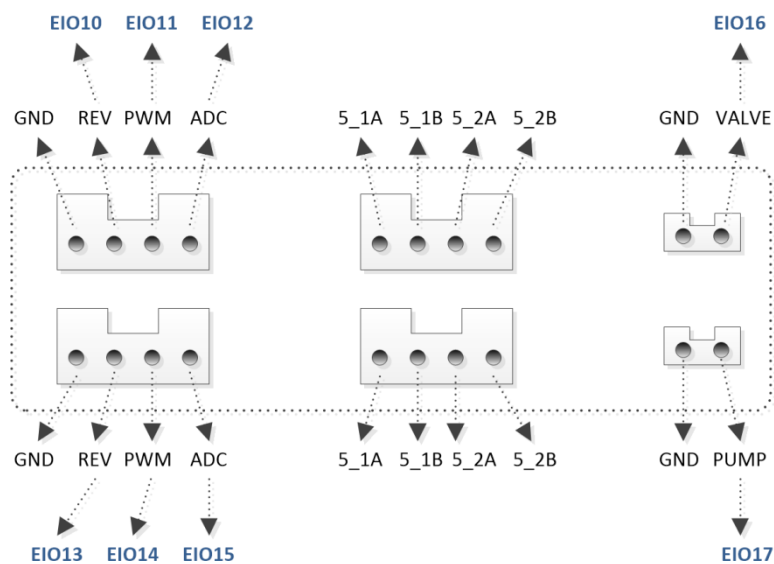 EIO10 EIO11 EIO12 EIO16
GND REV PWM ADC 5_1A 5_1B 5_2A 5_2B GND VALVE
GND REV PWM ADC 5_1A 5_1B 5_2A 5_2B GND PUMP
EIO13 EIO14 EIO15 EIO17